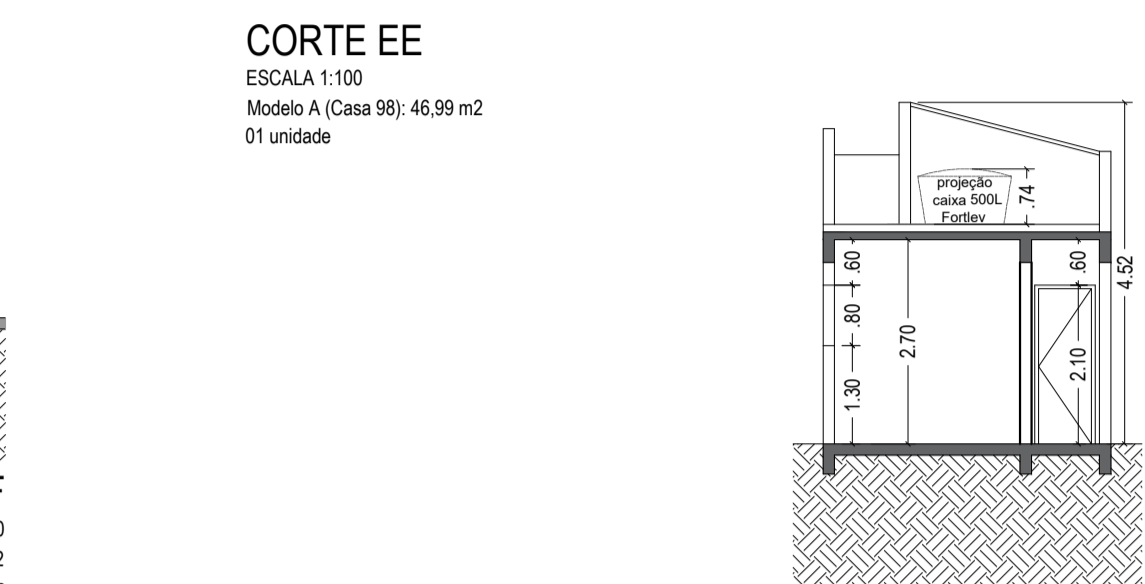 CORTE EE
ESCALA 1:100
Modelo A (Casa 98): 46,99 m2
01 unidade
projeção
caixa 500L
Fortlev
.74
.60
.80
1.30
2.70
.60
2.10
4.52